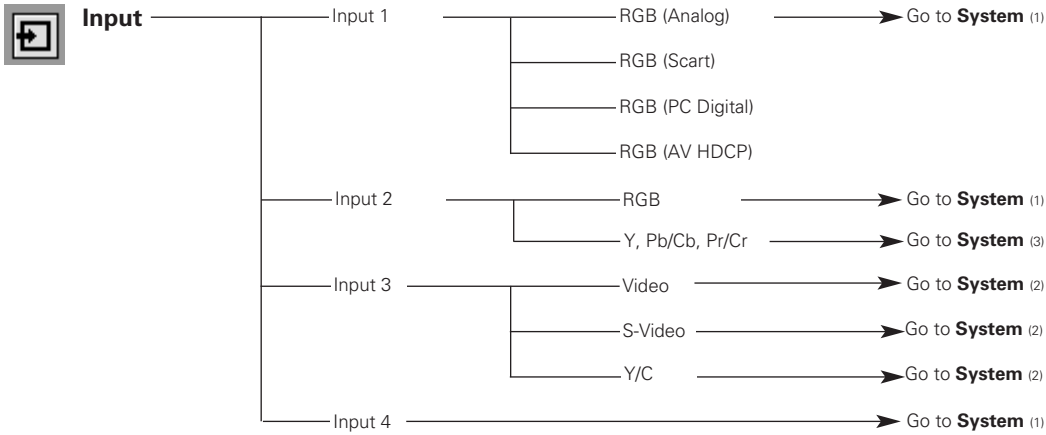 Input
Input 1
RGB (Analog)
Go to System (1)
RGB (Scart)
RGB (PC Digital)
RGB (AV HDCP)
Input 2
RGB
Go to System (1)
Y, Pb/Cb, Pr/Cr
Go to System (3)
Input 3
Video
Go to System (2)
S-Video
Go to System (2)
Y/C
Go to System (2)
Input 4
Go to System (1)